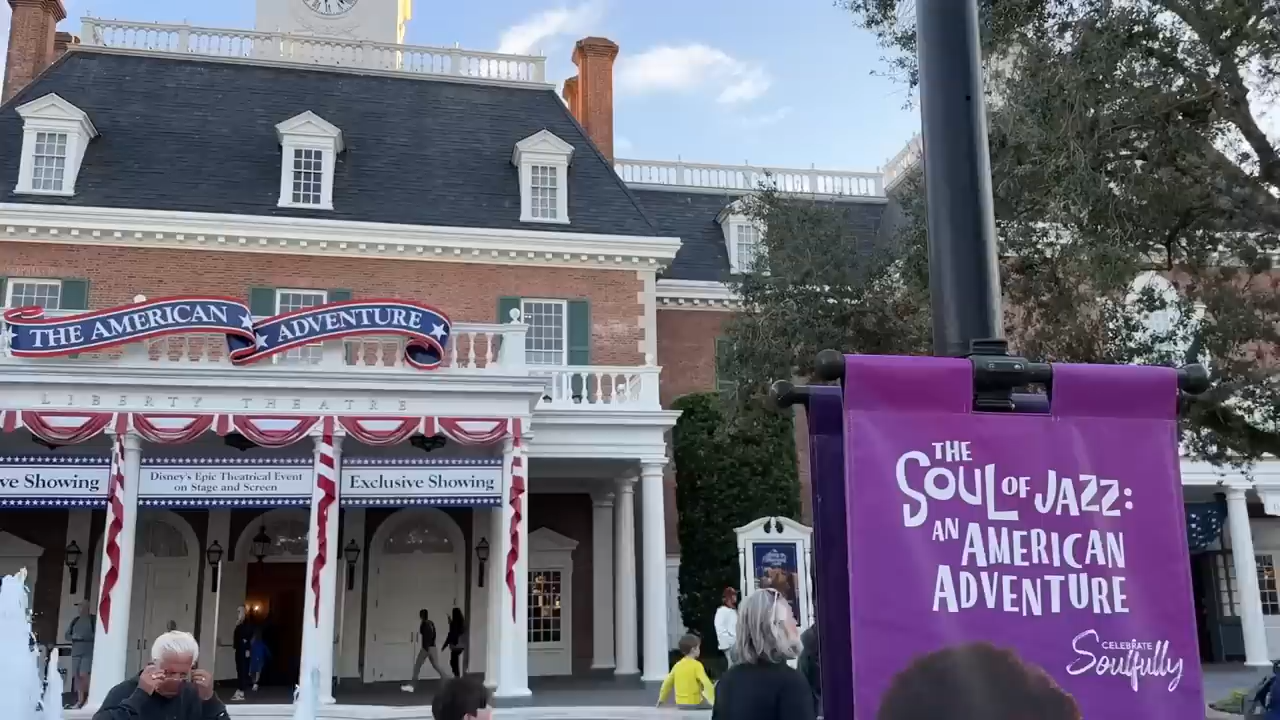 THE AMERICAN ADVENTURE
LIBERTY THEATRE
ve Showing
Disney's Epic Theatrical Event
on Stage and Screen
Exclusive Showing
THE
SOUL OF JAZZ:
AN AMERICAN
ADVENTURE
CELEBRATE
Soulfully